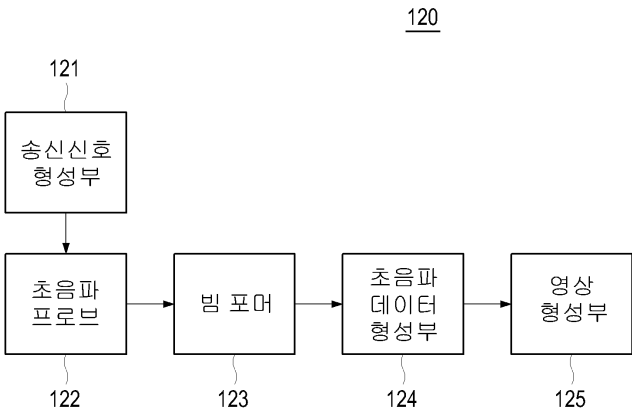 120
121
송신신호
형성부
초음파
프로브
빔 포머
초음파
데이터
형성부
영상
형성부
122
123
124
125